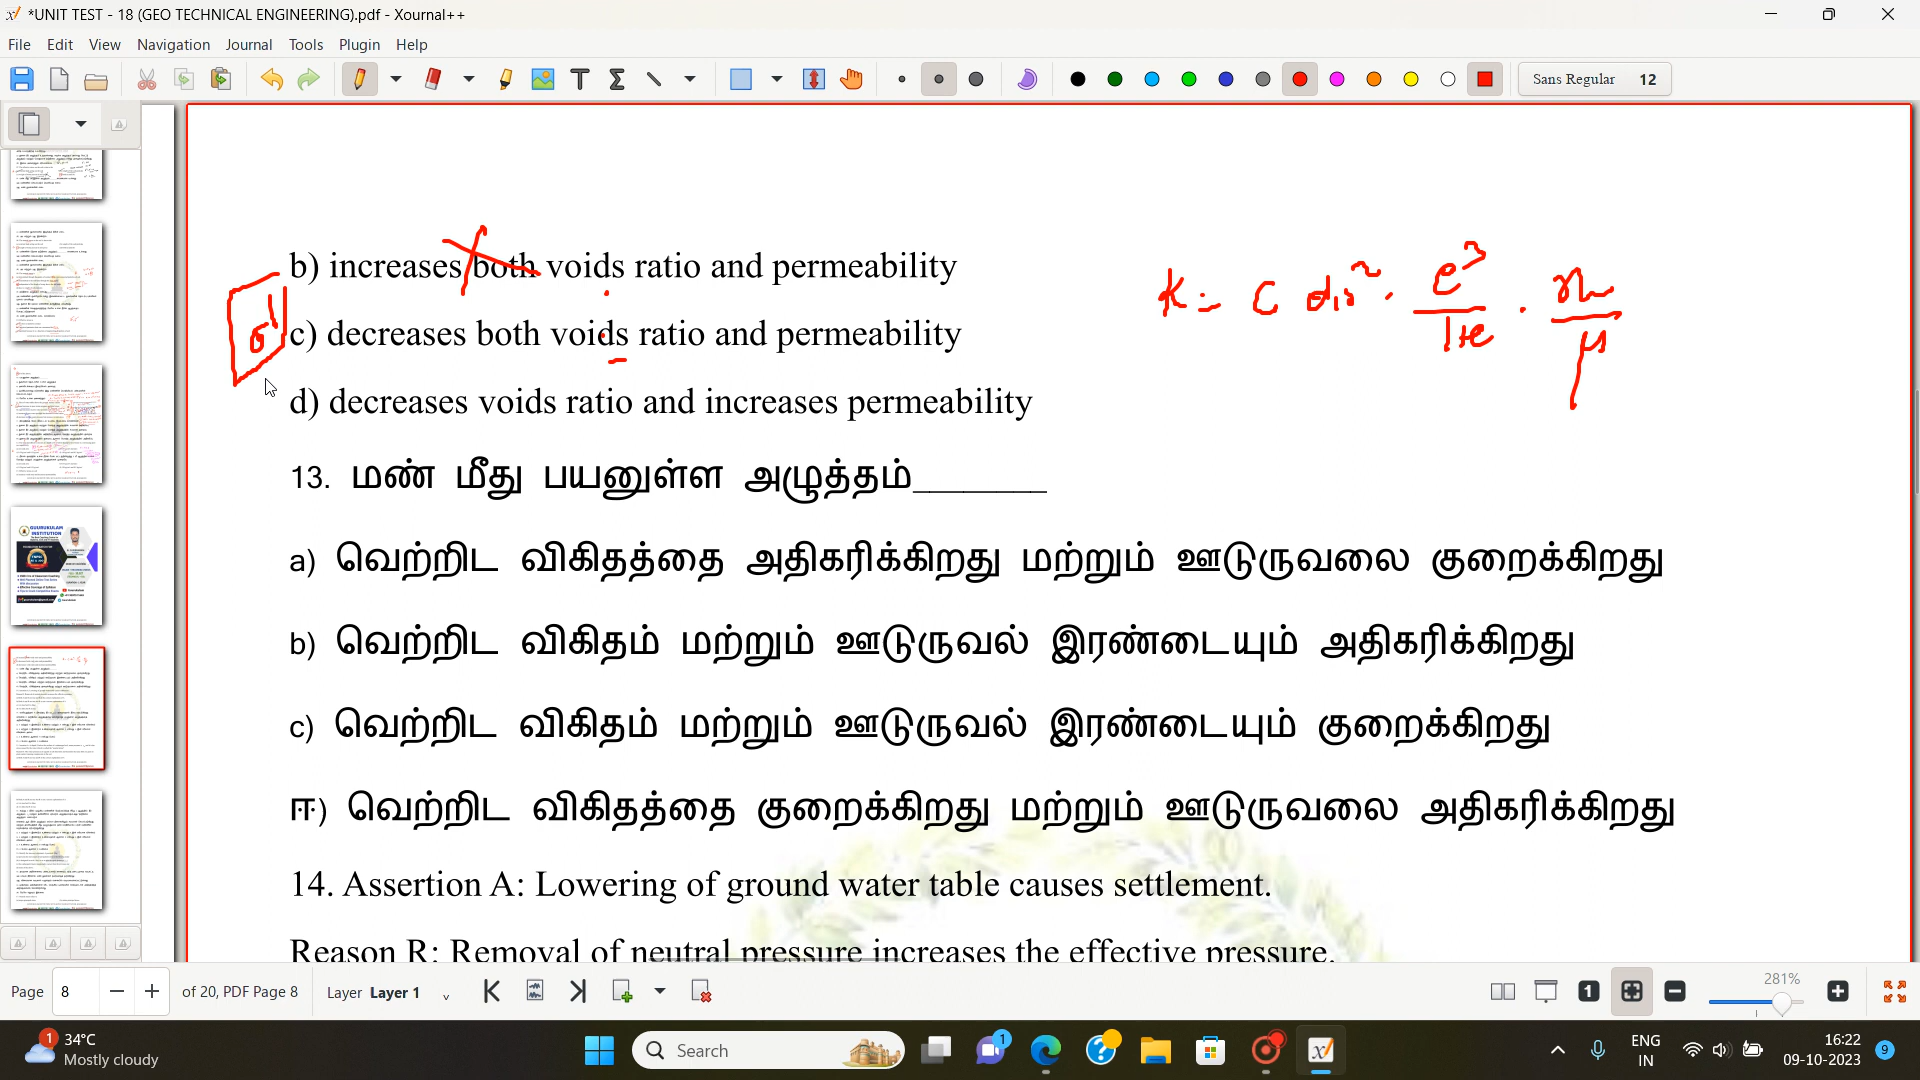 *UNIT TEST - 18 (GEO TECHNICAL ENGINEERING).pdf - Xournal++
File Edit View Navigation Journal Tools Plugin Help
Sans Regular 12
b) increases both voids ratio and permeability
c) decreases both voids ratio and permeability
d) decreases voids ratio and increases permeability
13. மண் மீது பயனுள்ள அழுத்தம்________
a) வெற்றிட விகிதத்தை அதிகரிக்கிறது மற்றும் ஊடுருவலை குறைக்கிறது
b) வெற்றிட விகிதம் மற்றும் ஊடுருவல் இரண்டையும் அதிகரிக்கிறது
c) வெற்றிட விகிதம் மற்றும் ஊடுருவல் இரண்டையும் குறைக்கிறது
ஈ) வெற்றிட விகிதத்தை குறைக்கிறது மற்றும் ஊடுருவலை அதிகரிக்கிறது
14. Assertion A: Lowering of ground water table causes settlement.
Reason R: Removal of neutral pressure increases the effective pressure.
Page 8 of 20, PDF Page 8 Layer Layer 1 281%
34°C
Mostly cloudy
Search
ENG
IN
16:22
09-10-2023